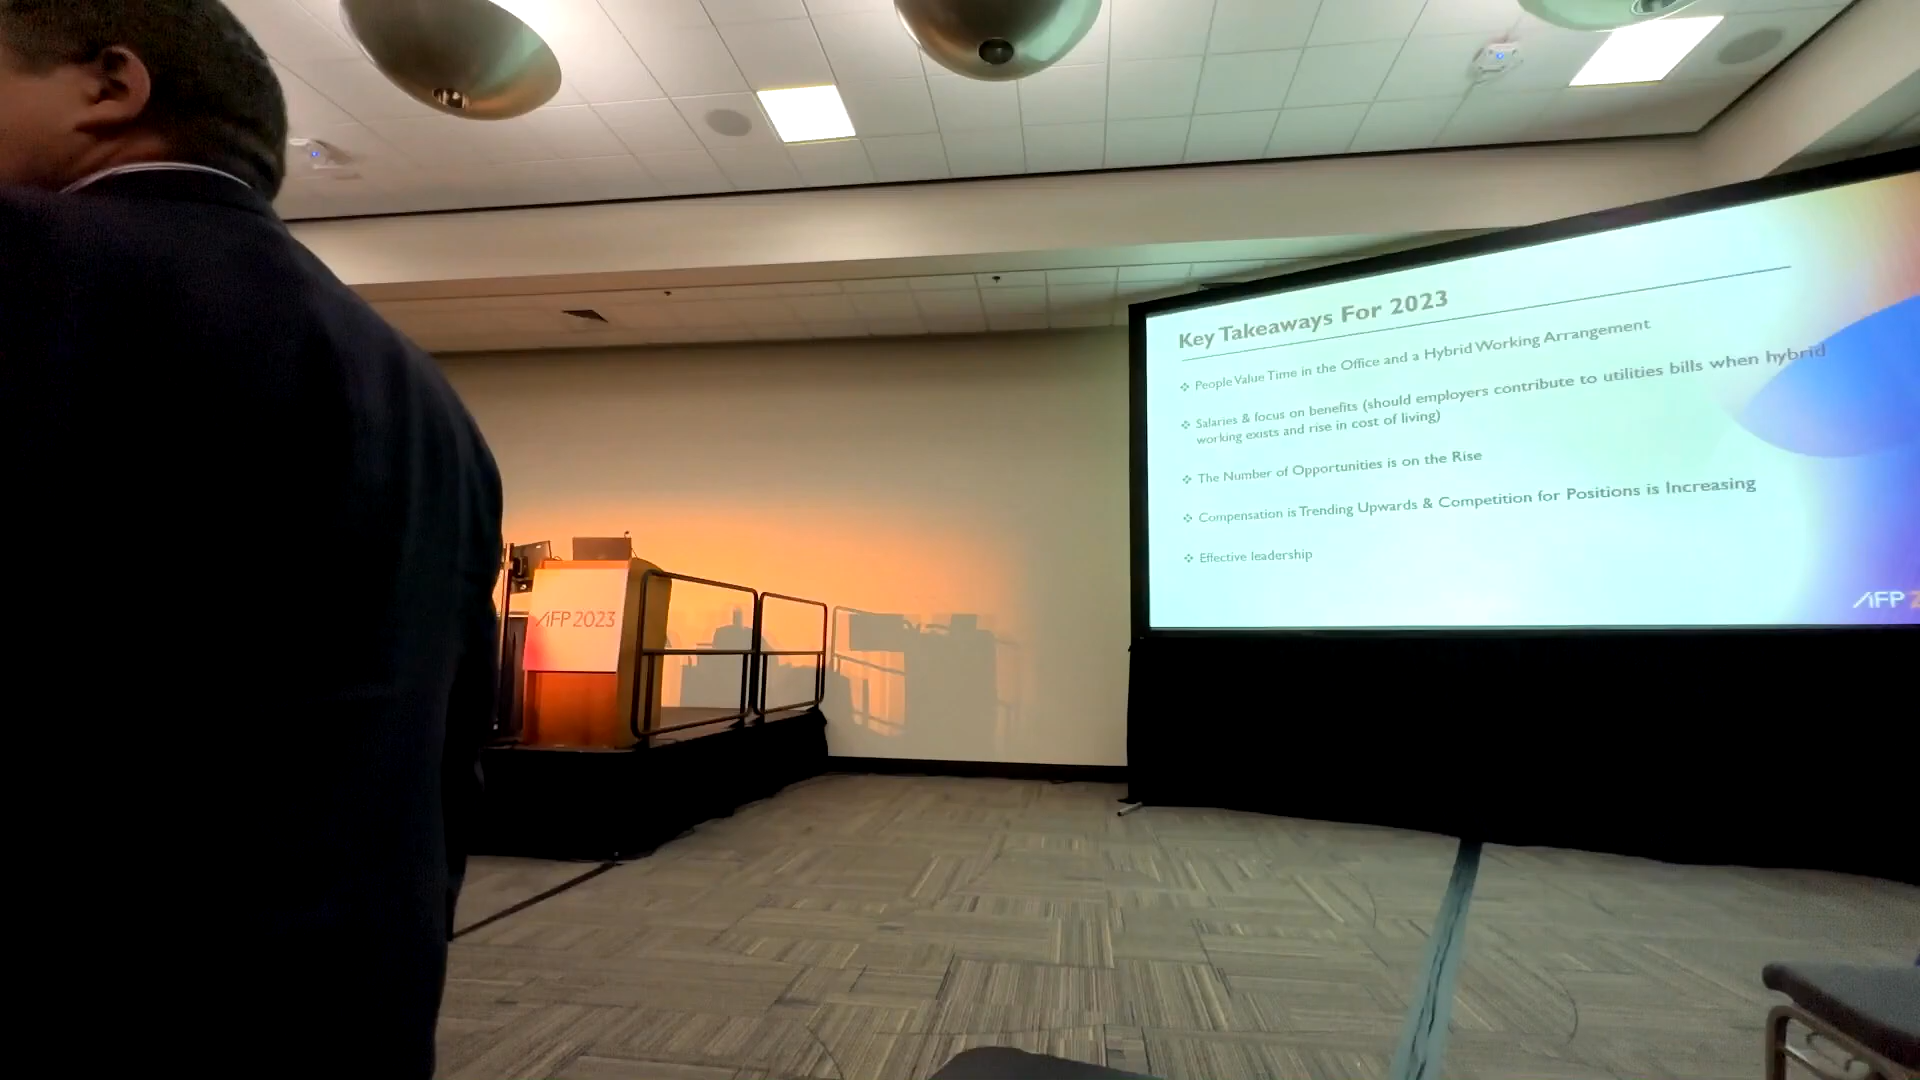 Key Takeaways For 2023
❖ People Value Time in the Office and a Hybrid Working Arrangement
❖ Salaries & focus on benefits (should employers contribute to utilities bills when hybrid
working exists and rise in cost of living)
❖ The Number of Opportunities is on the Rise
❖ Compensation is Trending Upwards & Competition for Positions is Increasing
❖ Effective leadership
AFP 2
AFP 2023